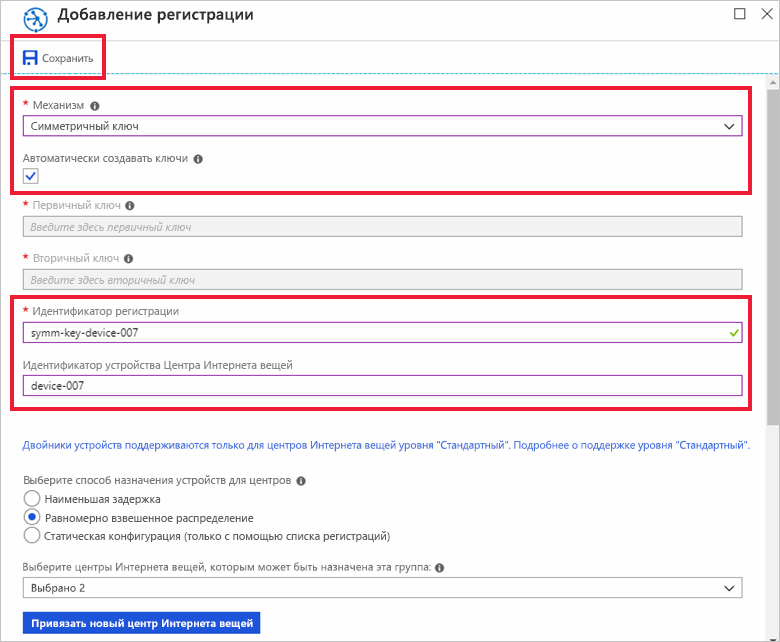 Добавление регистрации
Сохранить
* Механизм
Симметричный ключ
Автоматически создавать ключи
* Первичный ключ
Введите здесь первичный ключ
* Вторичный ключ
Введите здесь вторичный ключ
* Идентификатор регистрации
symm-key-device-007
Идентификатор устройства Центра Интернета вещей
device-007
Двойники устройств поддерживаются только для центров Интернета вещей уровня "Стандартный". Подробнее о поддержке уровня "Стандартный".
Выберите способ назначения устройств для центров
Наименьшая задержка
Равномерно взвешенное распределение
Статическая конфигурация (только с помощью списка регистраций)
Выберите центры Интернета вещей, которым может быть назначена эта группа:
Выбрано 2
Привязать новый центр Интернета вещей